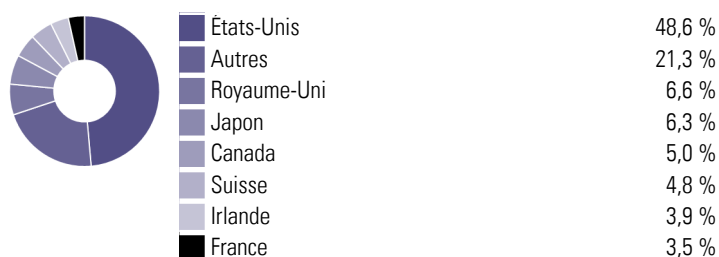 États-Unis 48,6 %
Autres 21,3 %
Royaume-Uni 6,6 %
Japon 6,3 %
Canada 5,0 %
Suisse 4,8 %
Irlande 3,9 %
France 3,5 %